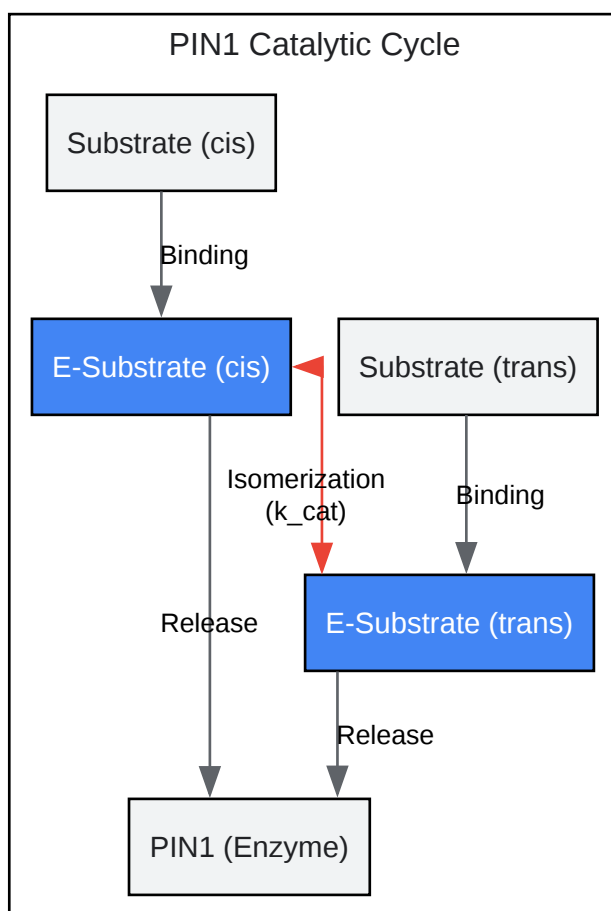 PIN1 Catalytic Cycle
Substrate (cis)
Binding
E-Substrate (cis)
Substrate (trans)
Isomerization
(k_cat)
Binding
E-Substrate (trans)
Release
Release
PIN1 (Enzyme)